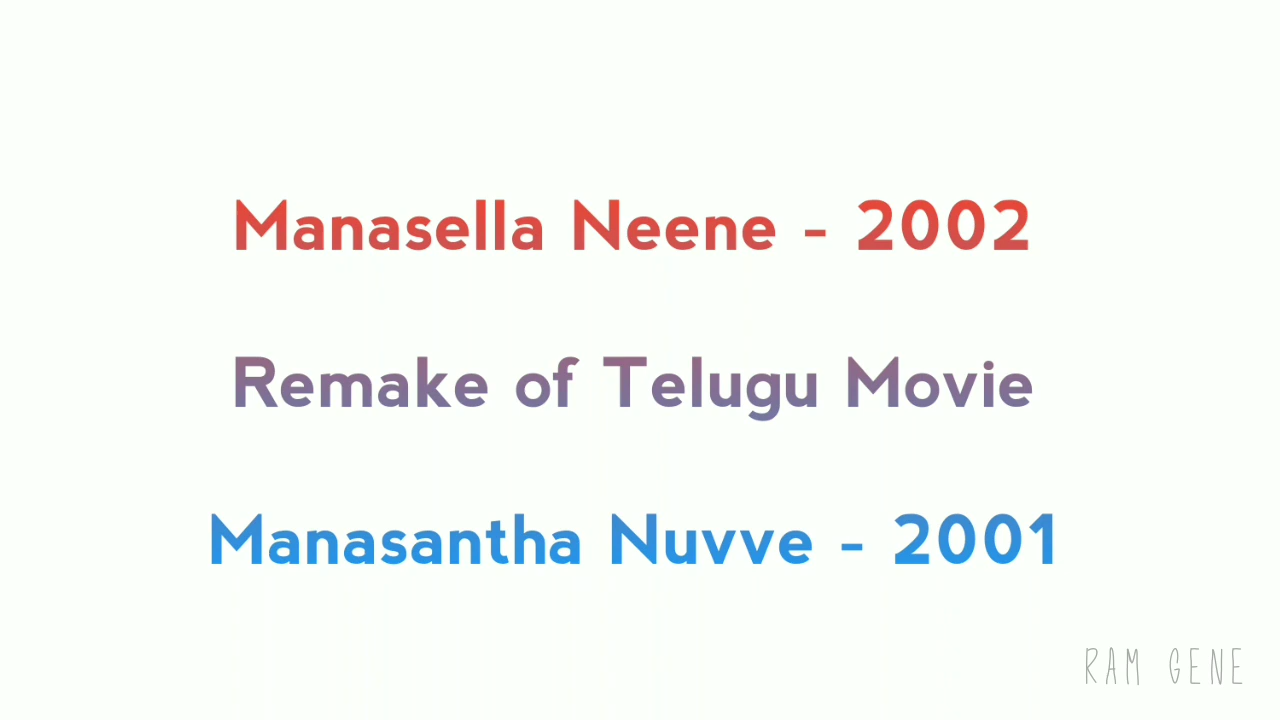 Manasella Neene - 2002
Remake of Telugu Movie
Manasantha Nuvve - 2001
RAM GENE